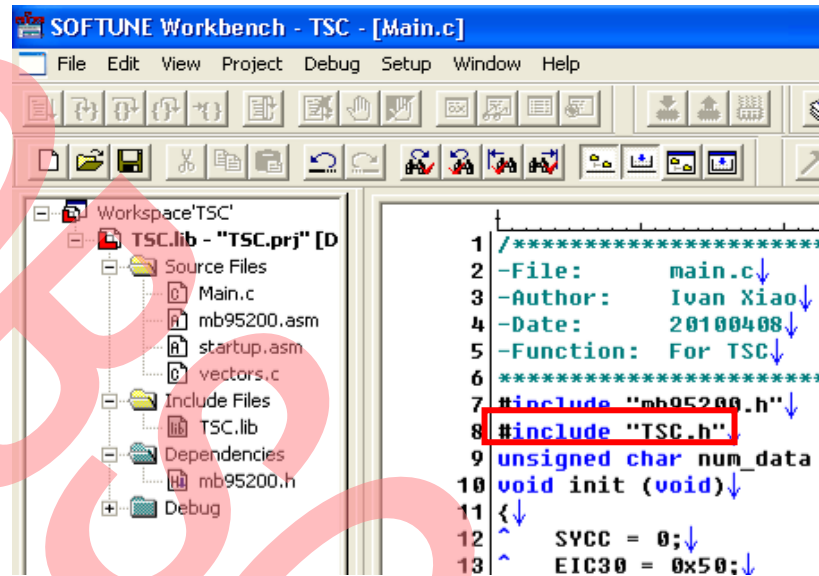 SOFTUNE Workbench - TSC - [Main.c]
File Edit View Project Debug Setup Window Help
Workspace'TSC'
TSC.lib - "TSC.prj" [D
Source Files
Main.c
mb95200.asm
startup.asm
vectors.c
Include Files
TSC.lib
Dependencies
mb95200.h
Debug
1 /***********************
2 -File: main.c↓
3 -Author: Ivan Xiao↓
4 -Date: 20100408↓
5 -Function: For TSC↓
6 ************************
7 #include "mb95200.h"↓
8 #include "TSC.h"↓
9 unsigned char num_data
10 void init (void)↓
11 {↓
12 ^ SYCC = 0;↓
13 ^ EIC30 = 0x50;↓